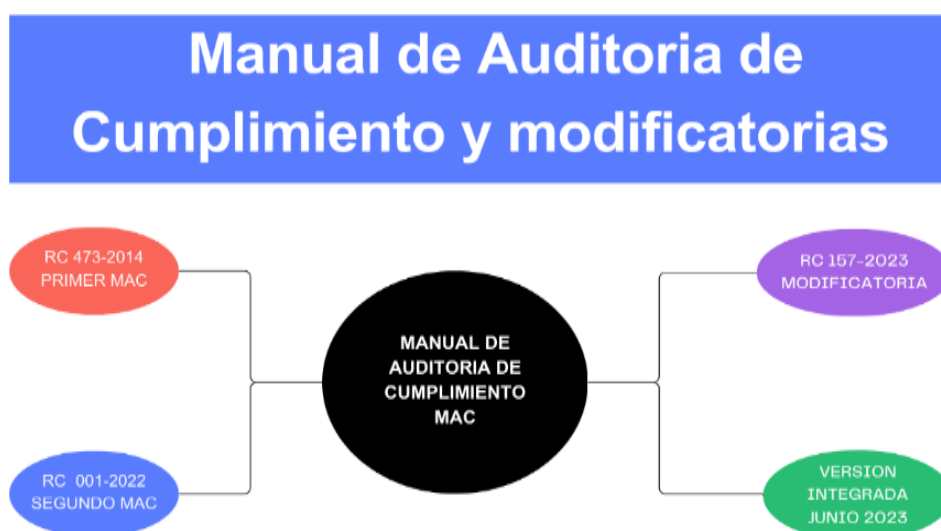 Manual de Auditoria de
Cumplimiento y modificatorias
RC 473-2014
PRIMER MAC
RC 157-2023
MODIFICATORIA
MANUAL DE
AUDITORIA DE
CUMPLIMIENTO
MAC
RC 001-2022
SEGUNDO MAC
VERSION
INTEGRADA
JUNIO 2023